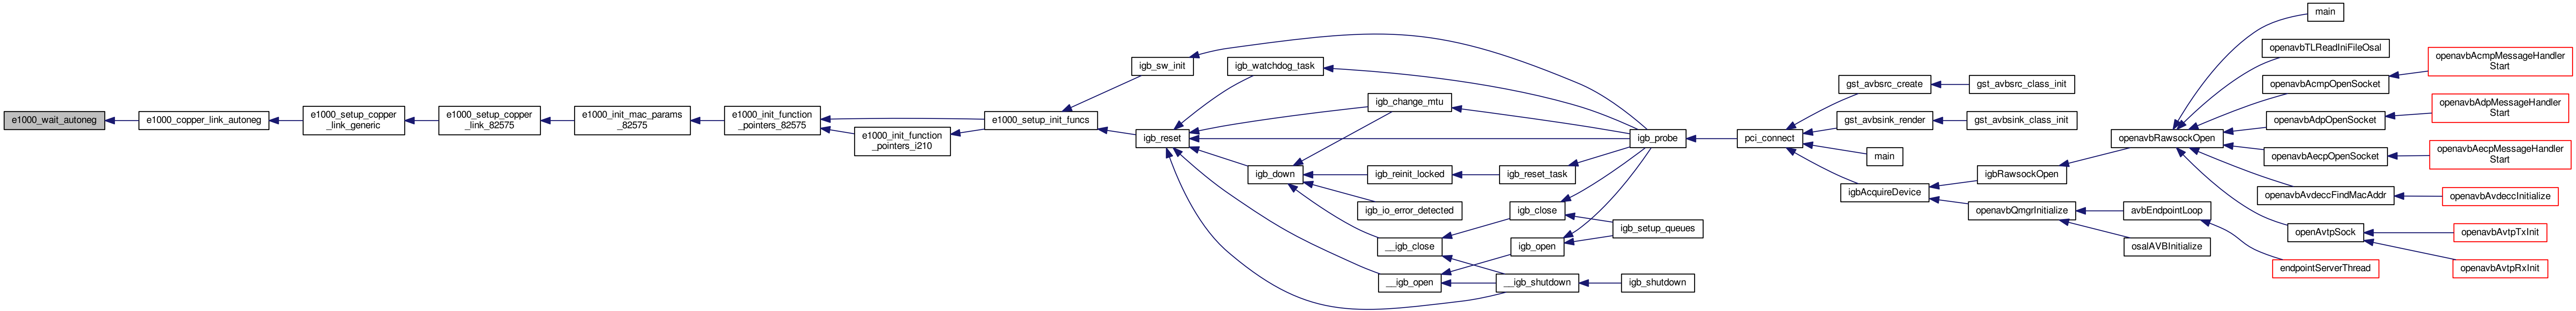 e1000_wait_autoneg
e1000_copper_link_autoneg
e1000_setup_copper
_link_generic
e1000_setup_copper
_link_82575
e1000_init_mac_params
_82575
e1000_init_function
_pointers_82575
e1000_init_function
_pointers_i210
e1000_setup_init_funcs
igb_sw_init
igb_reset
igb_watchdog_task
igb_change_mtu
igb_down
igb_reinit_locked
igb_reset_task
igb_io_error_detected
__igb_close
__igb_open
igb_close
igb_open
__igb_shutdown
igb_probe
igb_setup_queues
igb_shutdown
pci_connect
gst_avbsrc_create
gst_avbsrc_class_init
gst_avbsink_render
gst_avbsink_class_init
main
igbAcquireDevice
igbRawsockOpen
openavbQmgrInitialize
avbEndpointLoop
osalAVBInitialize
endpointServerThread
openavbRawsockOpen
main
openavbTLReadIniFileOsal
openavbAcmpOpenSocket
openavbAcmpMessageHandler
Start
openavbAdpOpenSocket
openavbAdpMessageHandler
Start
openavbAecpOpenSocket
openavbAecpMessageHandler
Start
openavbAvdeccFindMacAddr
openavbAvdeccInitialize
openAvtpSock
openavbAvtpTxInit
openavbAvtpRxInit